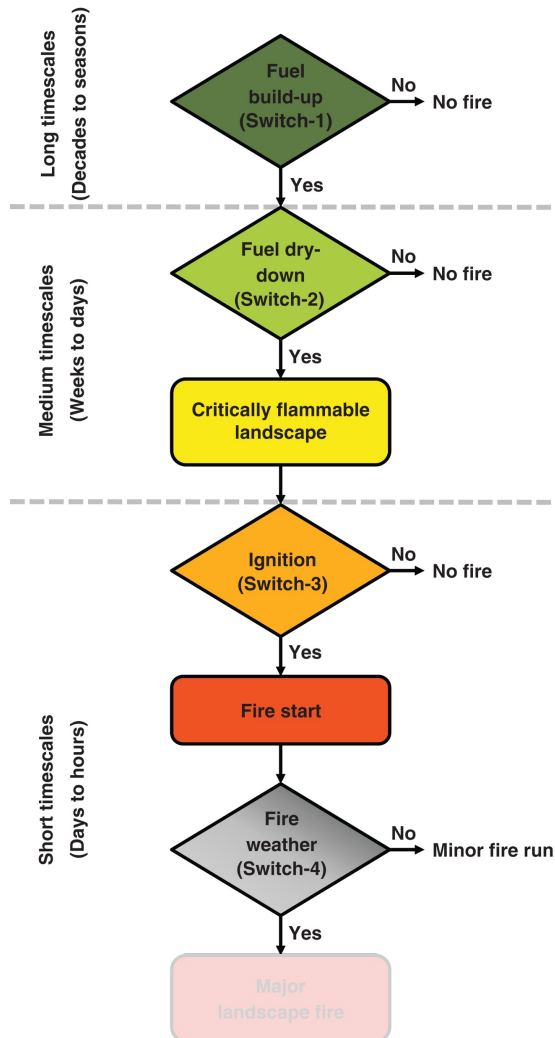 Long timescales
(Decades to seasons)
Fuel
build-up
(Switch-1)
No
No fire
Yes
Medium timescales
(Weeks to days)
Fuel dry-
down
(Switch-2)
No
No fire
Yes
Critically flammable
landscape
Short timescales
(Days to hours)
Ignition
(Switch-3)
No
No fire
Yes
Fire start
Fire
weather
(Switch-4)
No
Minor fire run
Yes
Major
landscape fire